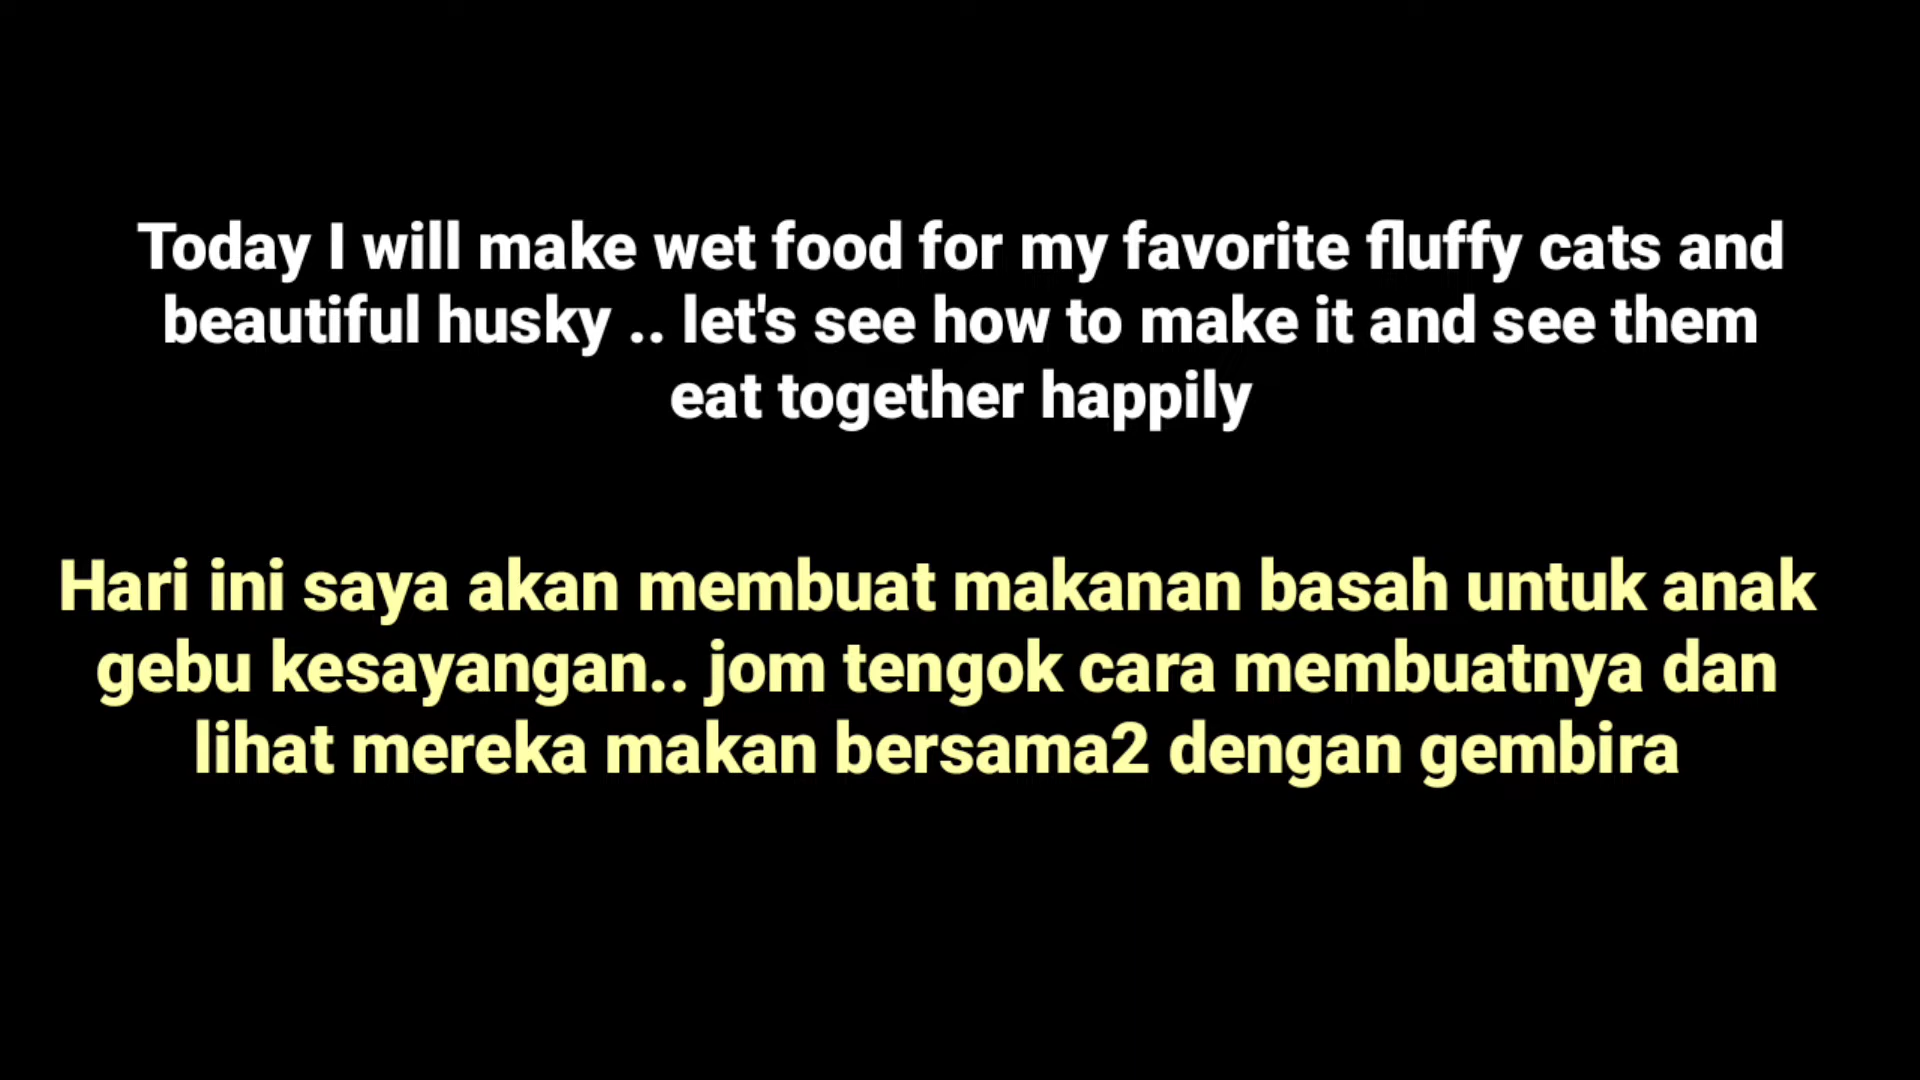 Today I will make wet food for my favorite fluffy cats and
beautiful husky .. let's see how to make it and see them
eat together happily
Hari ini saya akan membuat makanan basah untuk anak
gebu kesayangan.. jom tengok cara membuatnya dan
lihat mereka makan bersama2 dengan gembira